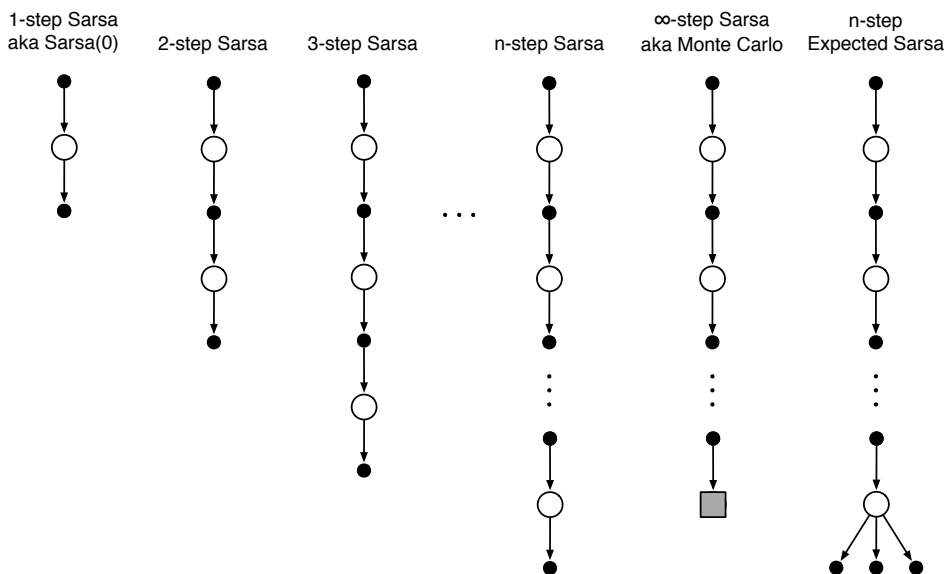 1-step Sarsa
aka Sarsa(0)
2-step Sarsa
3-step Sarsa
n-step Sarsa
∞-step Sarsa
aka Monte Carlo
n-step
Expected Sarsa